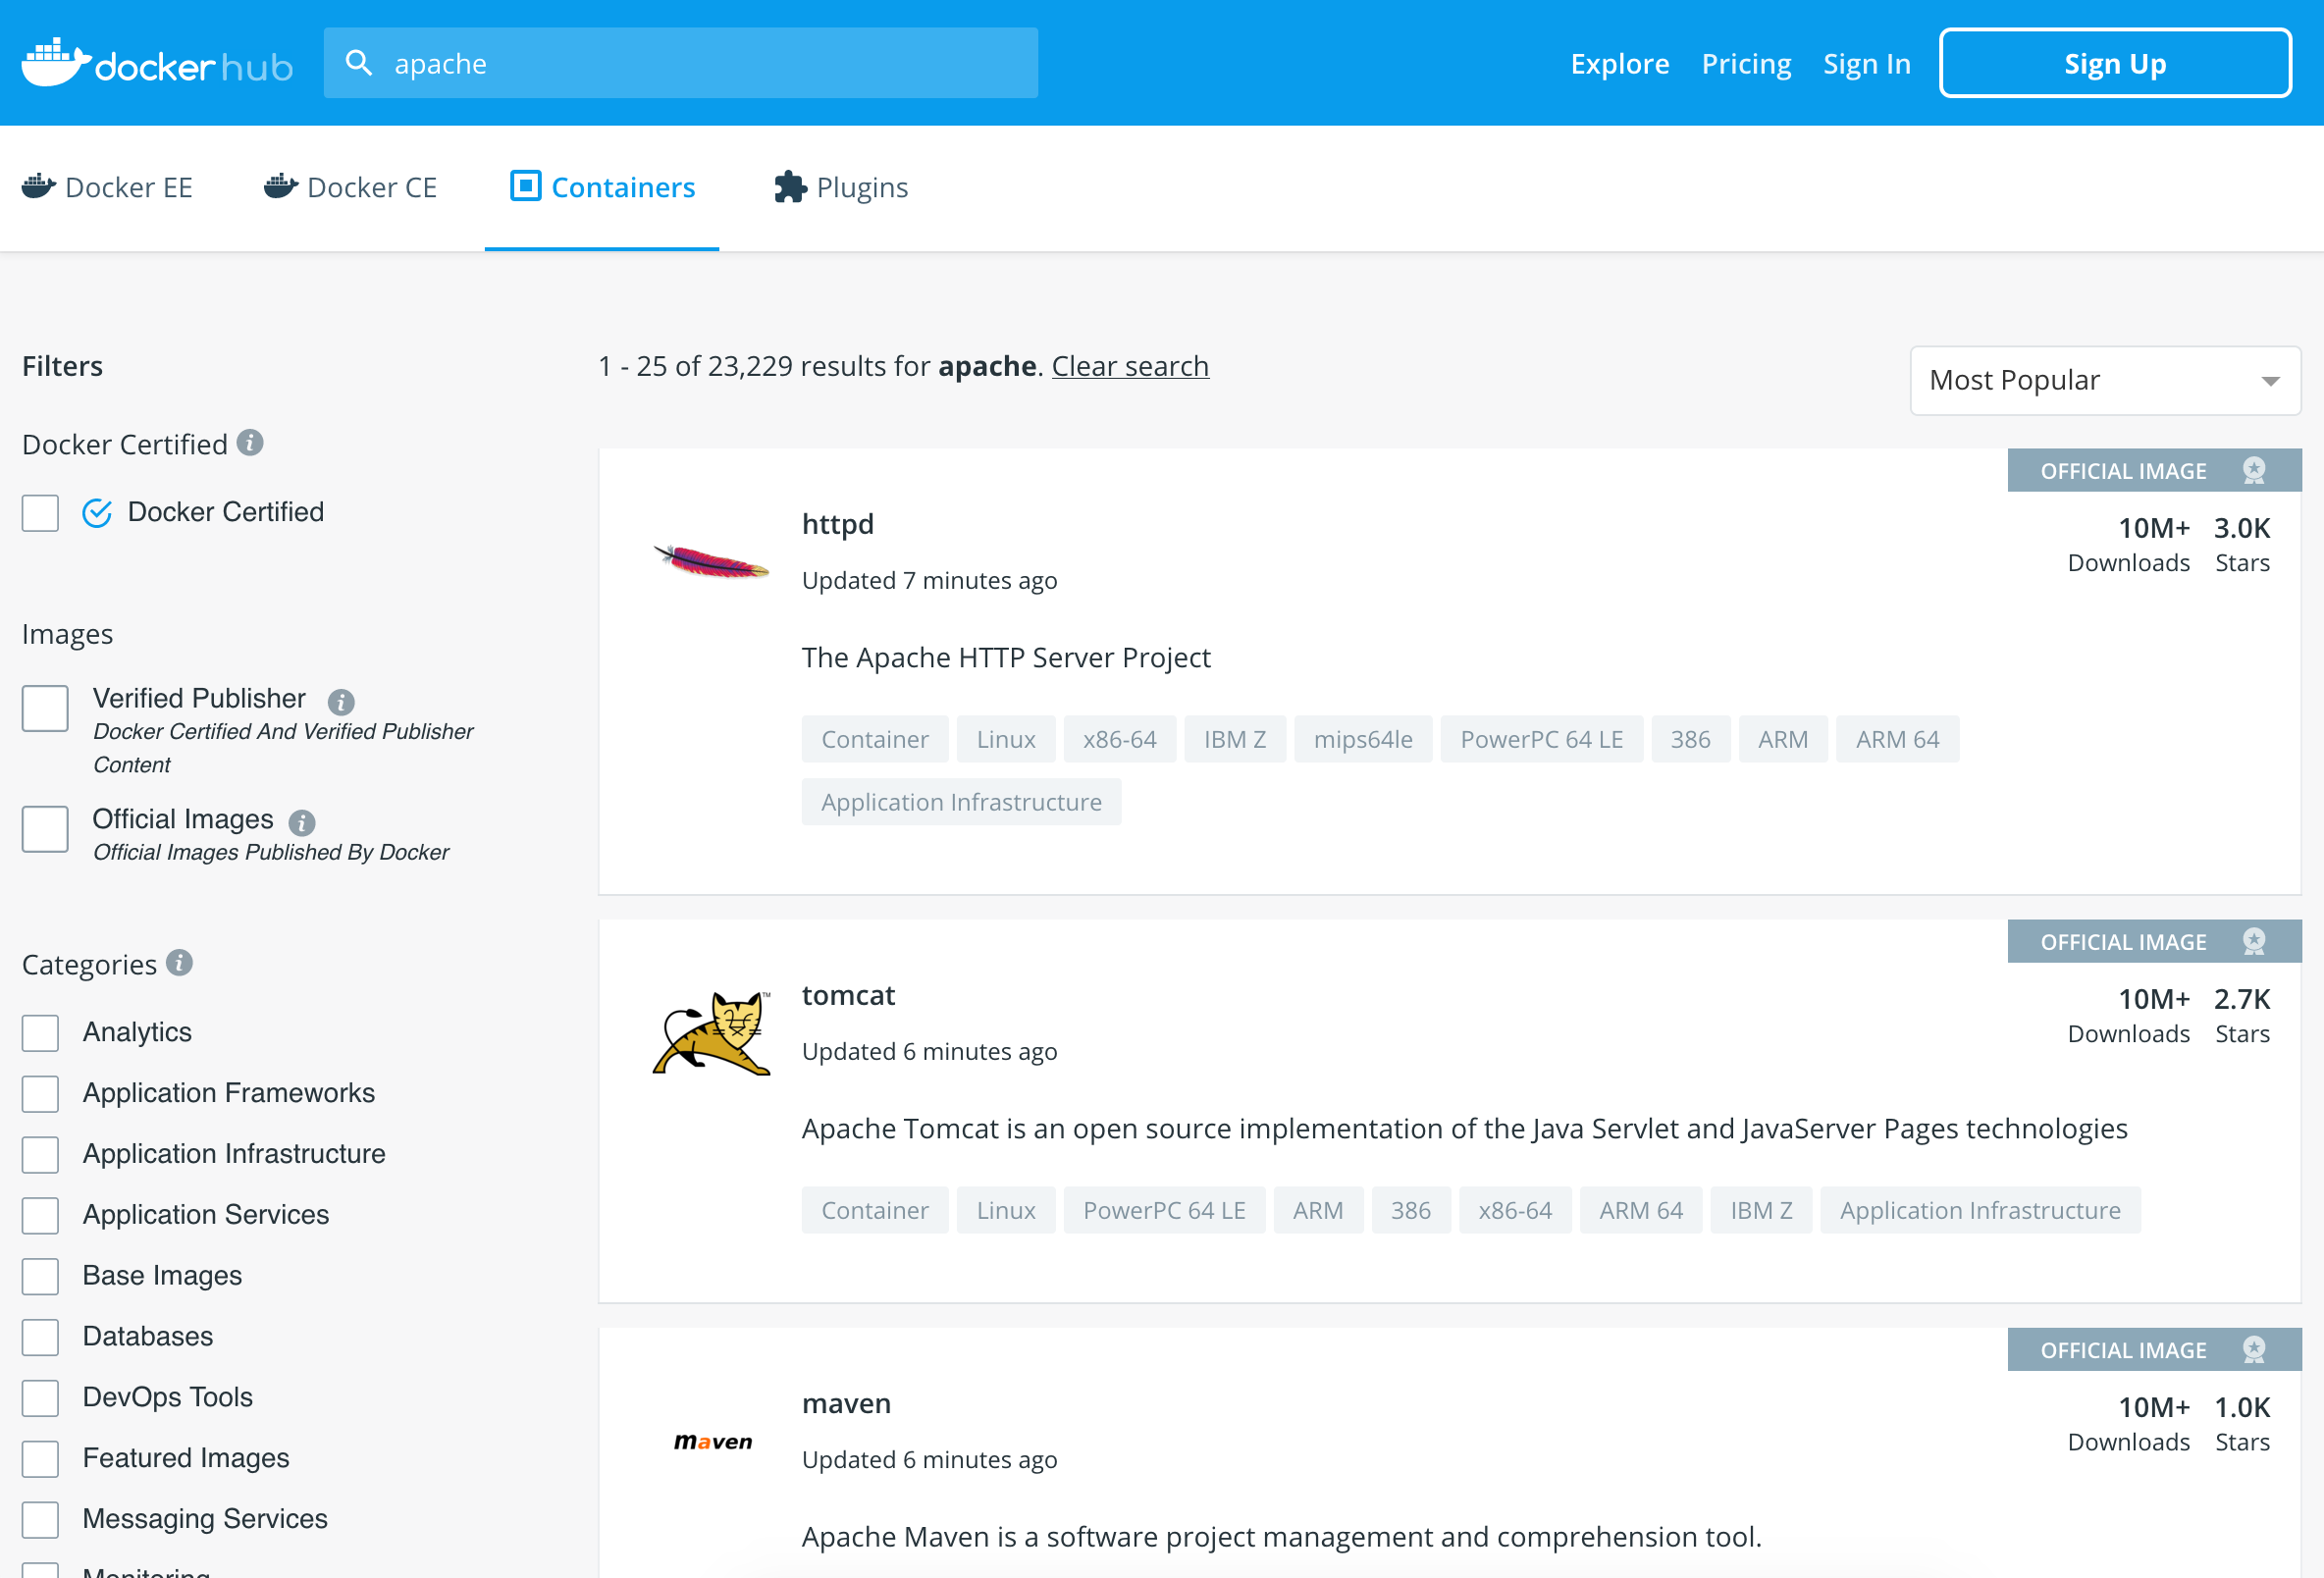 docker hub
apache
Explore Pricing Sign In Sign Up
Docker EE Docker CE Containers Plugins
Filters
Docker Certified
Docker Certified
Images
Verified Publisher
Docker Certified And Verified Publisher
Content
Official Images
Official Images Published By Docker
Categories
Analytics
Application Frameworks
Application Infrastructure
Application Services
Base Images
Databases
DevOps Tools
Featured Images
Messaging Services
Monitoring
1 - 25 of 23,229 results for apache. Clear search
Most Popular
OFFICIAL IMAGE
httpd
10M+ 3.0K
Downloads Stars
Updated 7 minutes ago
The Apache HTTP Server Project
Container Linux x86-64 IBM Z mips64le PowerPC 64 LE 386 ARM ARM 64
Application Infrastructure
OFFICIAL IMAGE
TM
tomcat
10M+ 2.7K
Downloads Stars
Updated 6 minutes ago
Apache Tomcat is an open source implementation of the Java Servlet and JavaServer Pages technologies
Container Linux PowerPC 64 LE ARM 386 x86-64 ARM 64 IBM Z Application Infrastructure
OFFICIAL IMAGE
maven
maven
10M+ 1.0K
Downloads Stars
Updated 6 minutes ago
Apache Maven is a software project management and comprehension tool.